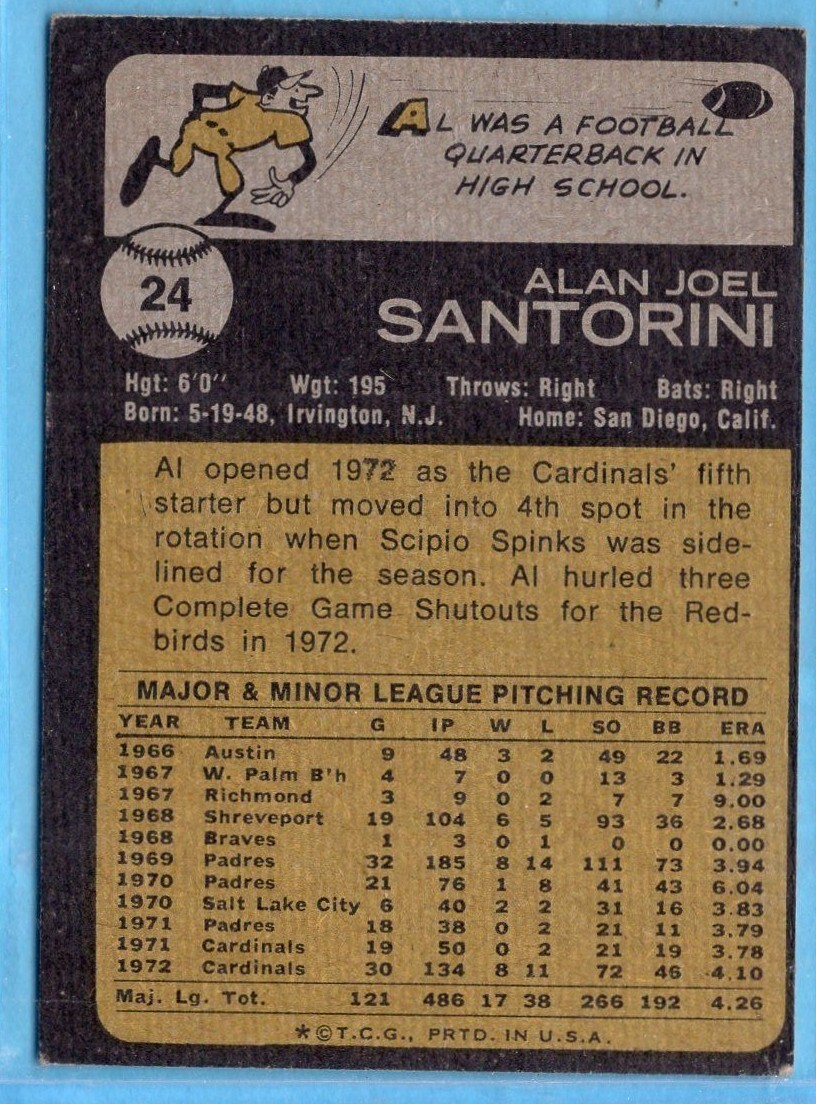 AL WAS A FOOTBALL
QUARTERBACK IN
HIGH SCHOOL.
24
ALAN JOEL
SANTORINI
Hgt: 6'0" Wgt: 195 Throws: Right Bats: Right
Born: 5-19-48, Irvington, N.J. Home: San Diego, Calif.
Al opened 1972 as the Cardinals' fifth
starter but moved into 4th spot in the
rotation when Scipio Spinks was side-
lined for the season. Al hurled three
Complete Game Shutouts for the Red-
birds in 1972.
MAJOR & MINOR LEAGUE PITCHING RECORD
YEAR TEAM G IP W L SO BB ERA
1966 Austin 9 48 3 2 49 22 1.69
1967 W. Palm B'h 4 7 0 0 13 3 1.29
1967 Richmond 3 9 0 2 7 7 9.00
1968 Shreveport 19 104 6 5 93 36 2.68
1968 Braves 1 3 0 1 0 0 0.00
1969 Padres 32 185 8 14 111 73 3.94
1970 Padres 21 76 1 8 41 43 6.04
1970 Salt Lake City 6 40 2 2 31 16 3.83
1971 Padres 18 38 0 2 21 11 3.79
1971 Cardinals 19 50 0 2 21 19 3.78
1972 Cardinals 30 134 8 11 72 46 4.10
Maj. Lg. Tot. 121 486 17 38 266 192 4.26
*©T.C.G., PRTD. IN U.S.A.